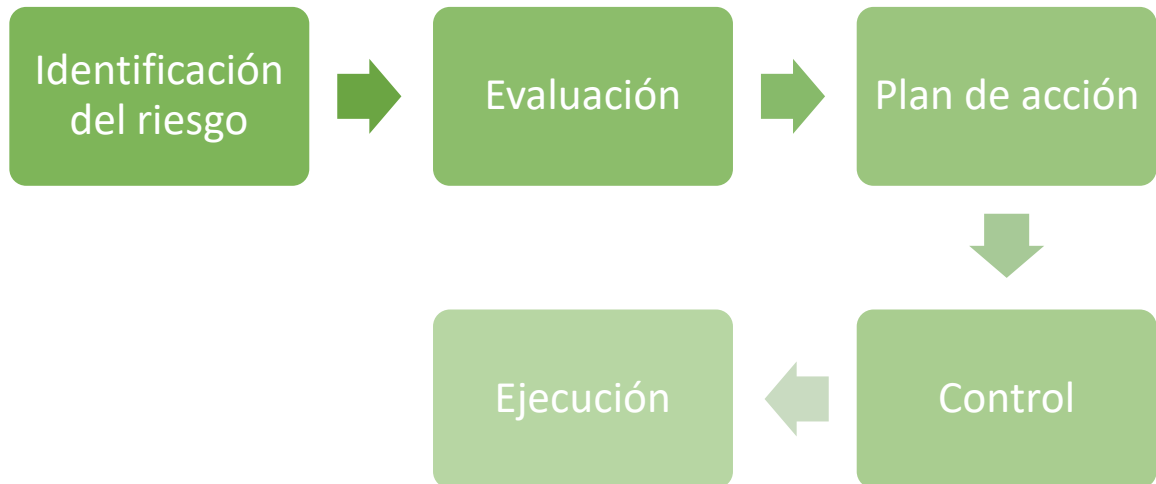 Identificación
del riesgo
Evaluación
Plan de acción
Control
Ejecución